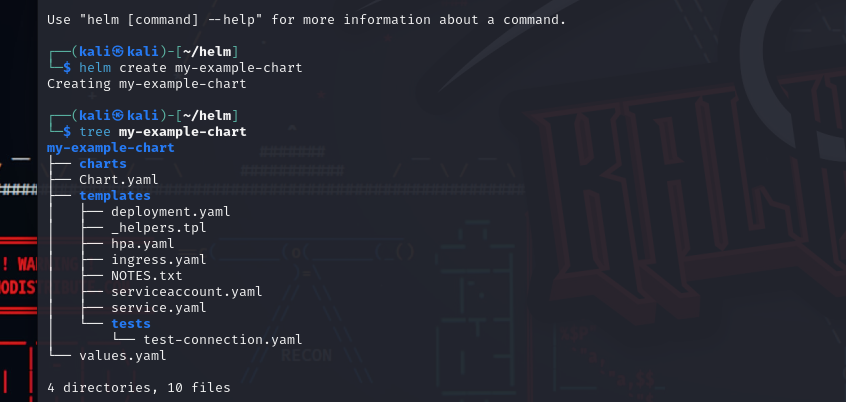 Use "helm [command] --help" for more information about a command.
┌──(kali㉿kali)-[~/helm]
└─$ helm create my-example-chart
Creating my-example-chart
┌──(kali㉿kali)-[~/helm]
└─$ tree my-example-chart
my-example-chart
├── charts
├── Chart.yaml
├── templates
│   ├── deployment.yaml
│   ├── _helpers.tpl
│   ├── hpa.yaml
│   ├── ingress.yaml
│   ├── NOTES.txt
│   ├── serviceaccount.yaml
│   ├── service.yaml
│   └── tests
│       └── test-connection.yaml
└── values.yaml
4 directories, 10 files
RECON